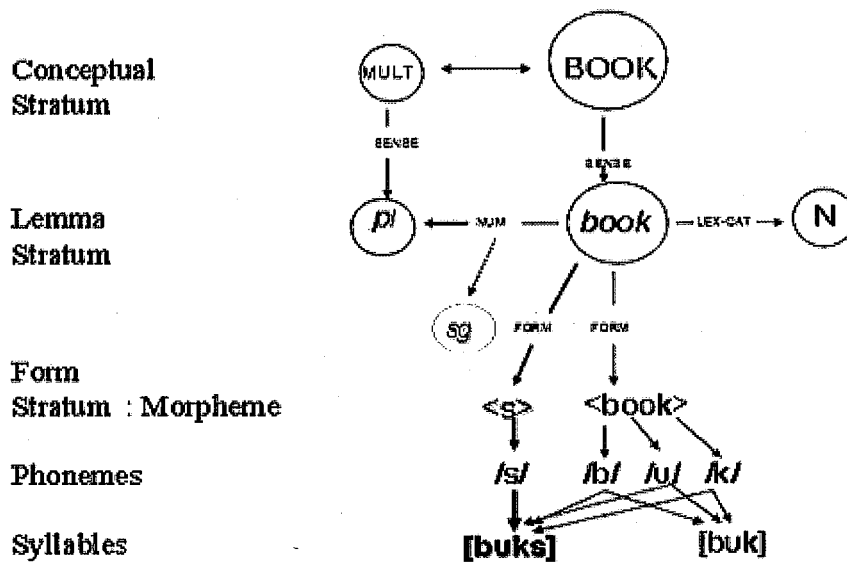 Conceptual Stratum
MULT
BOOK
SENSE
SENSE
Lemma Stratum
pl
NUM
book
LEX-CAT
N
sg
FORM
FORM
Form
Stratum : Morpheme
<s>
<book>
Phonemes
/s/ /b/ /u/ /k/
Syllables
[buks] [buk]